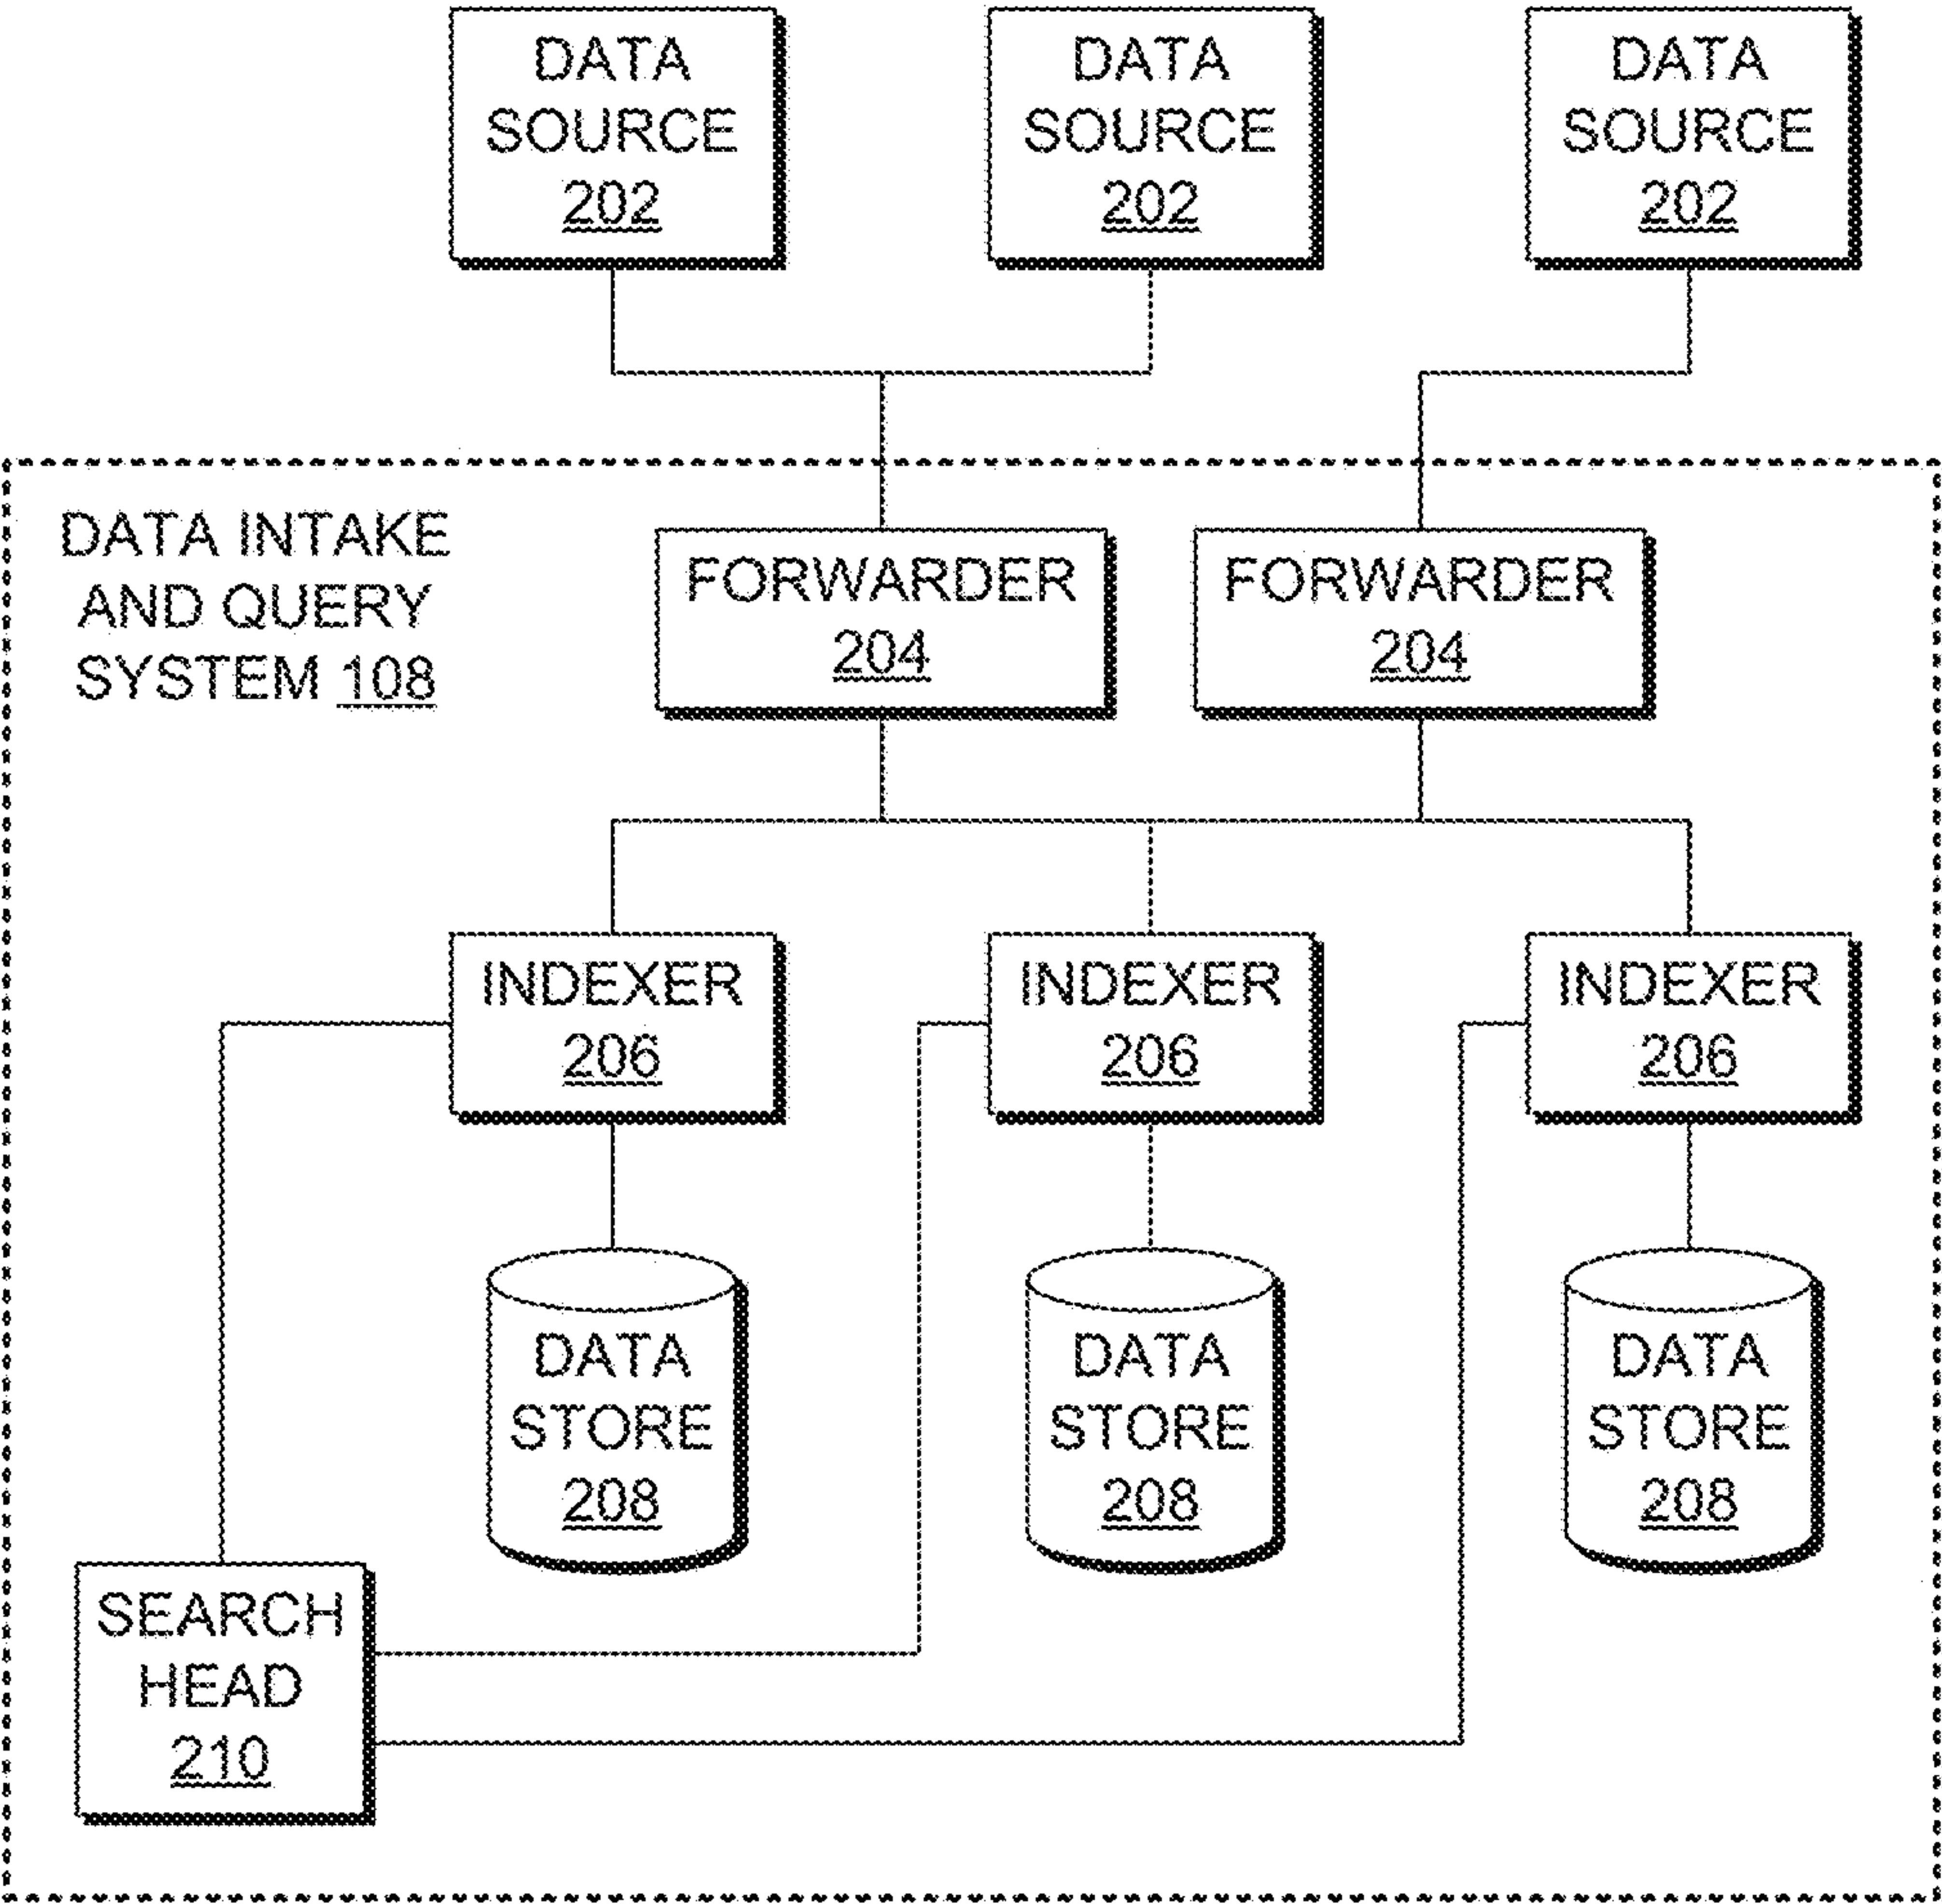 DATA
SOURCE
202
DATA
SOURCE
202
DATA
SOURCE
202
DATA INTAKE
AND QUERY
SYSTEM 108
FORWARDER
204
FORWARDER
204
INDEXER
206
INDEXER
206
INDEXER
206
DATA
STORE
208
DATA
STORE
208
DATA
STORE
208
SEARCH
HEAD
210